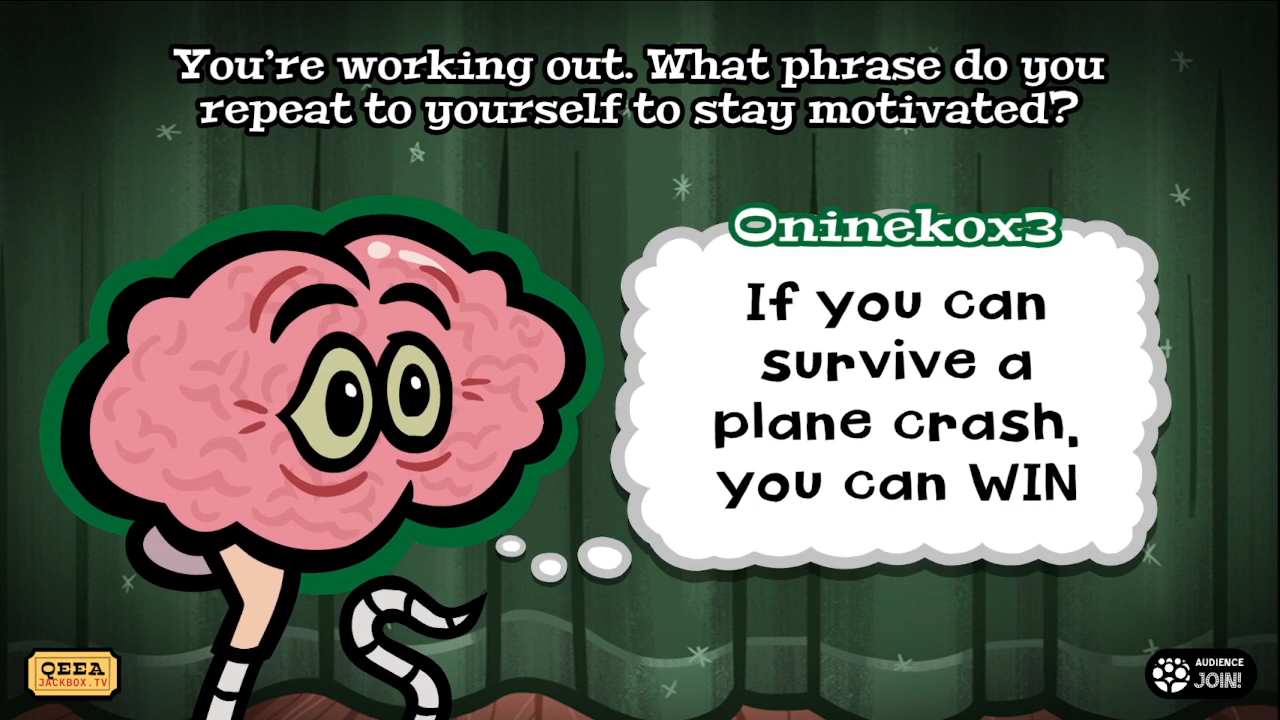 You're working out. What phrase do you
repeat to yourself to stay motivated?
0ninekox3
If you can
survive a
plane crash,
you can WIN
QEEA
JACKBOX.TV
AUDIENCE
JOIN!